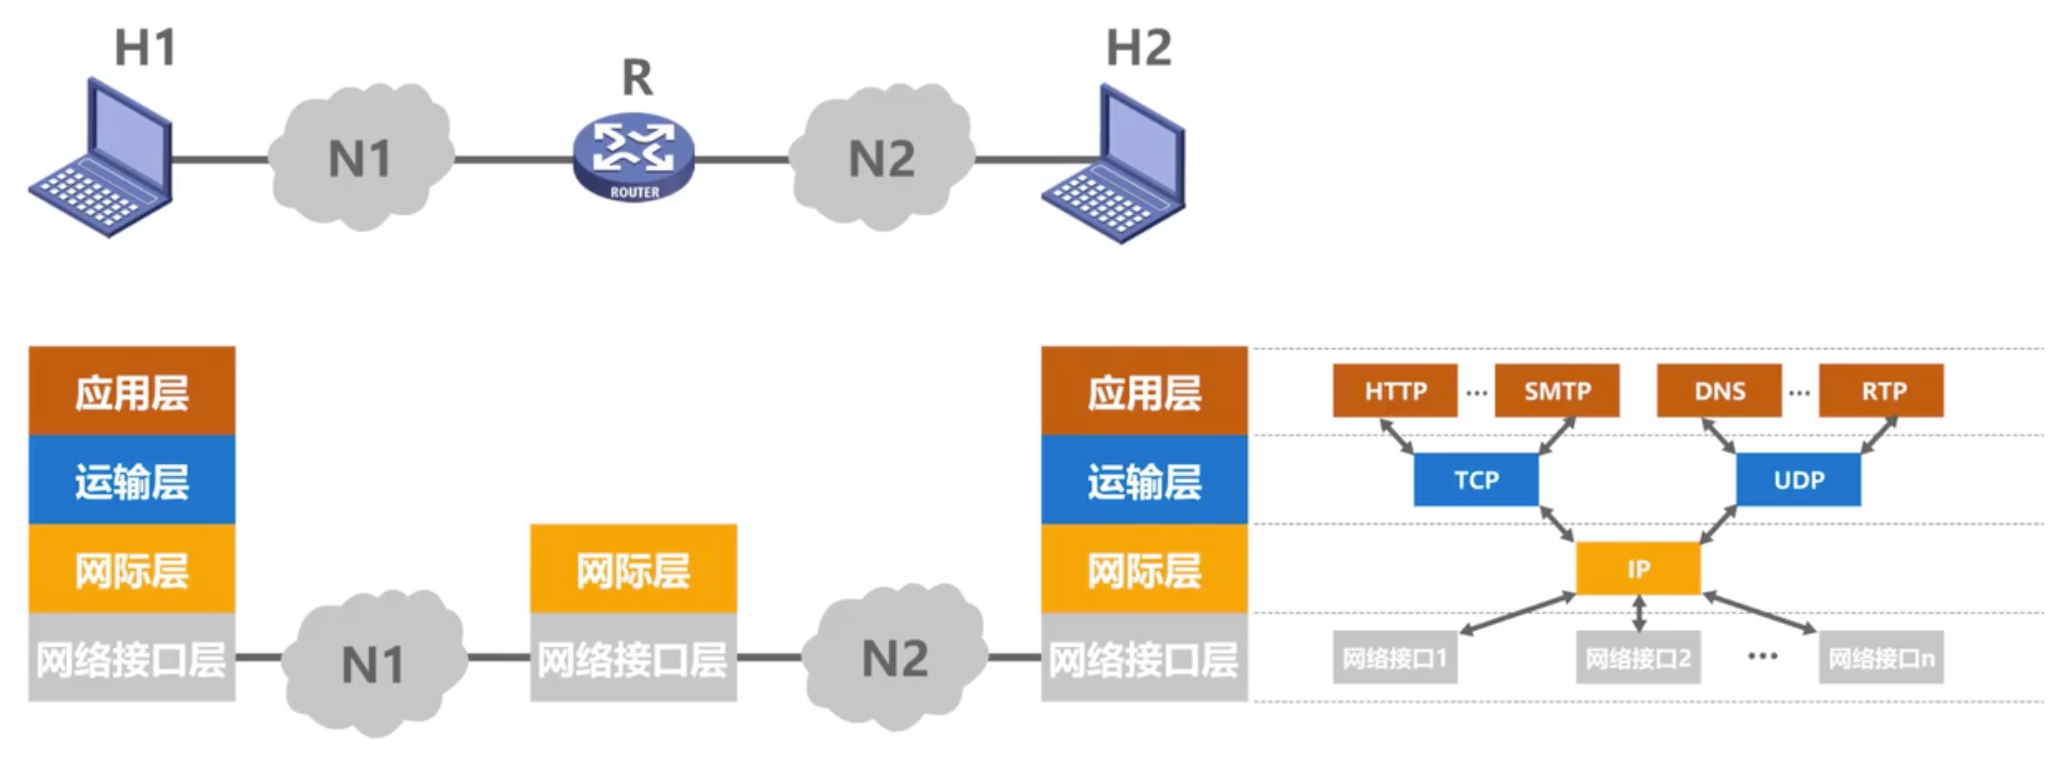 H1
R
H2
N1
ROUTER
N2
应用层
运输层
网际层
网络接口层
N1
网际层
网络接口层
N2
应用层
运输层
网际层
网络接口层
HTTP ... SMTP DNS ... RTP
TCP UDP
IP
网络接口1 网络接口2 ... 网络接口n